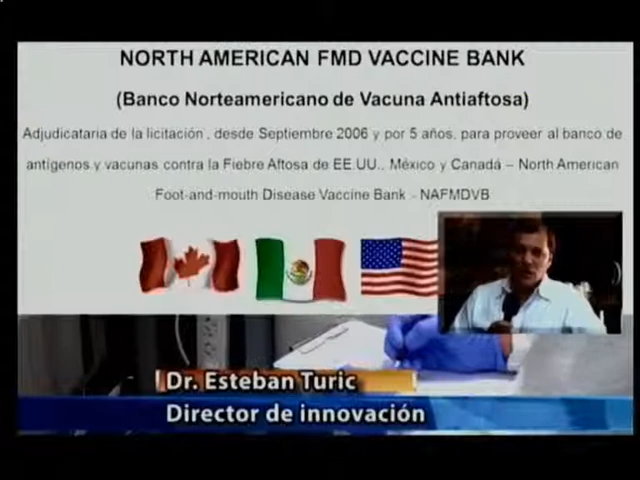 NORTH AMERICAN FMD VACCINE BANK
(Banco Norteamericano de Vacuna Antiaftosa)
Adjudicataria de la licitación, desde Septiembre 2006 y por 5 años, para proveer al banco de
antígenos y vacunas contra la Fiebre Aftosa de EE.UU., México y Canadá – North American
Foot-and-mouth Disease Vaccine Bank - NAFMDVB
Dr. Esteban Turic
Director de innovación